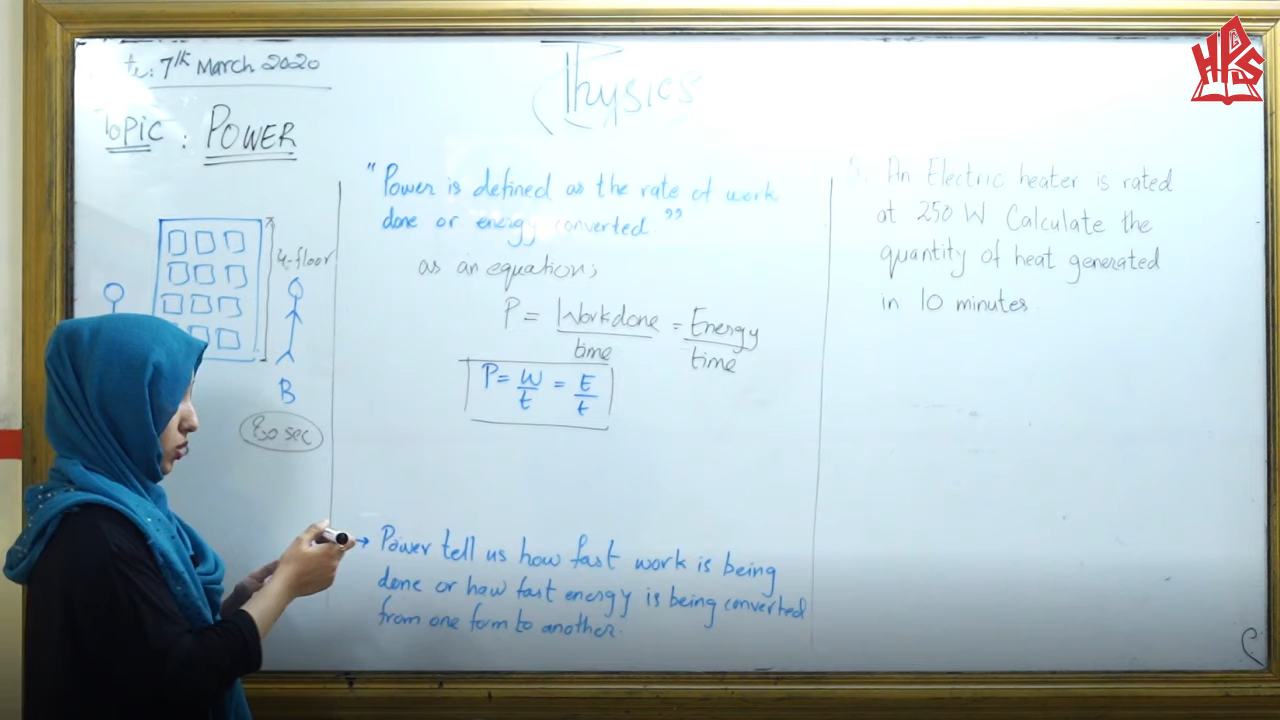 7th March 2020
Topic : POWER
4-floor
B
80 sec
Physics
"Power is defined as the rate of work
done or energy converted."
as an equation;
P = Workdone = Energy
time time
P = W = E
t t
→ Power tell us how fast work is being
done or how fast energy is being converted
from one form to another.
An Electric heater is rated
at 250 W Calculate the
quantity of heat generated
in 10 minutes.
HPSS